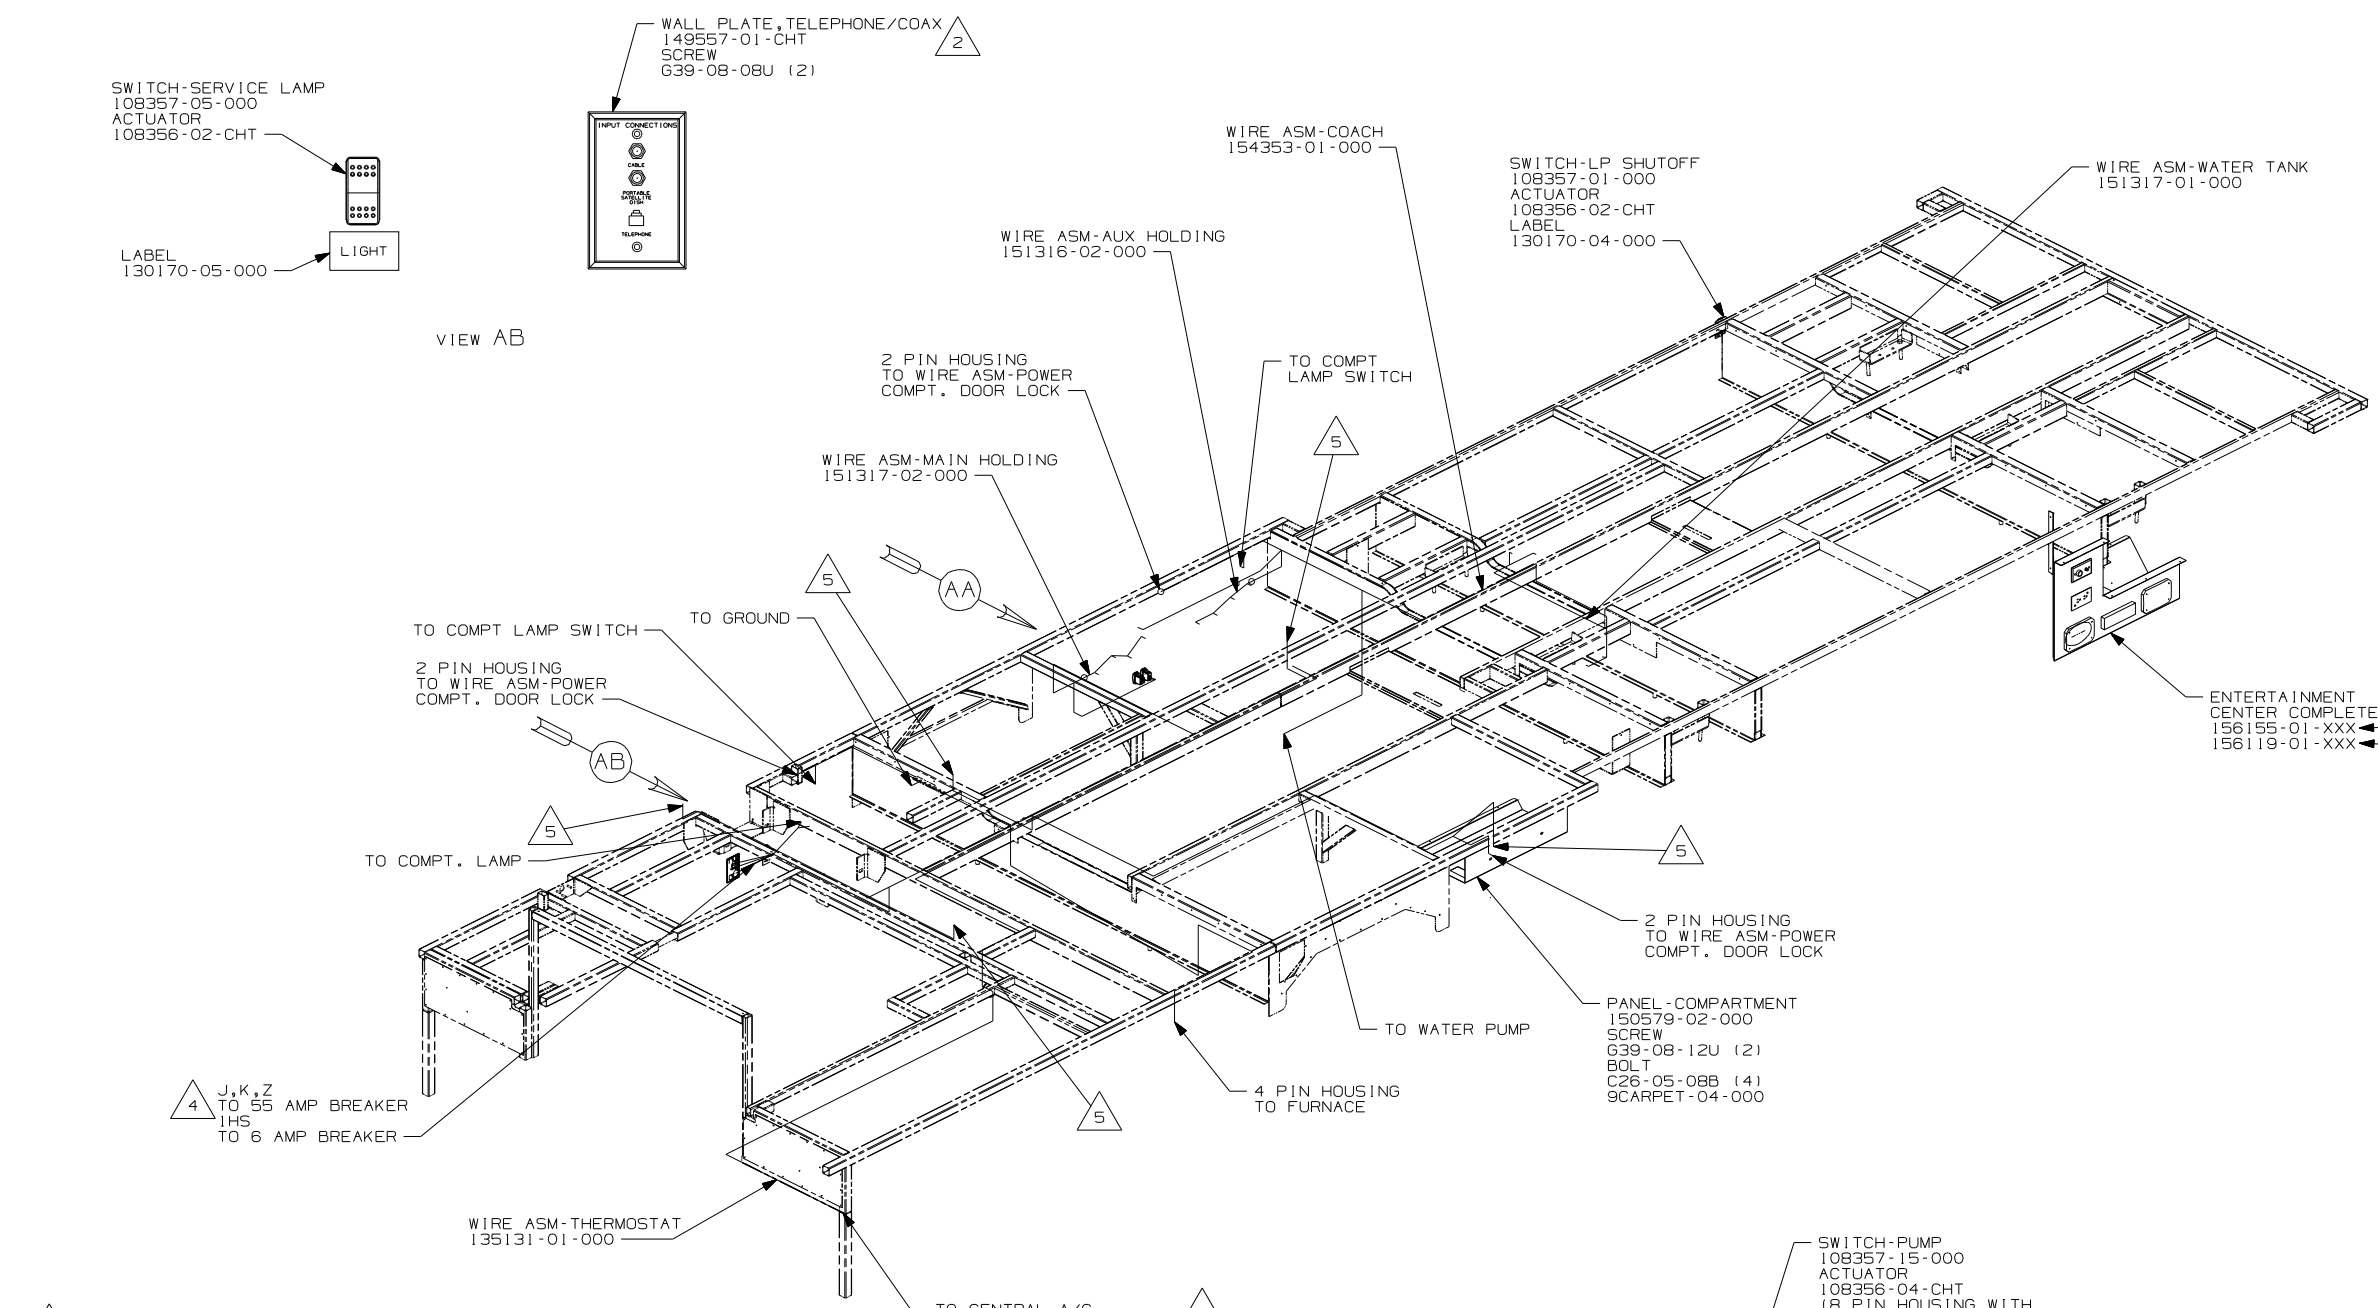 WALL PLATE,TELEPHONE/COAX
149557-01-CHT
SCREW
G39-08-08U (2)
2
SWITCH-SERVICE LAMP
108357-05-000
ACTUATOR
108356-02-CHT
INPUT CONNECTIONS
CABLE
PORTABLE
SATELLITE
DISH
TELEPHONE
LABEL
130170-05-000
LIGHT
VIEW AB
WIRE ASM-COACH
154353-01-000
SWITCH-LP SHUTOFF
108357-01-000
ACTUATOR
108356-02-CHT
LABEL
130170-04-000
WIRE ASM-WATER TANK
151317-01-000
WIRE ASM-AUX HOLDING
151316-02-000
2 PIN HOUSING
TO WIRE ASM-POWER
COMPT. DOOR LOCK
TO COMPT
LAMP SWITCH
5
WIRE ASM-MAIN HOLDING
151317-02-000
5
AA
TO GROUND
TO COMPT LAMP SWITCH
2 PIN HOUSING
TO WIRE ASM-POWER
COMPT. DOOR LOCK
AB
5
TO COMPT. LAMP
ENTERTAINMENT
CENTER COMPLETE
156155-01-XXX
156119-01-XXX
5
2 PIN HOUSING
TO WIRE ASM-POWER
COMPT. DOOR LOCK
PANEL-COMPARTMENT
150579-02-000
SCREW
G39-08-12U (2)
BOLT
C26-05-08B (4)
9CARPET-04-000
TO WATER PUMP
4 PIN HOUSING
TO FURNACE
5
4
J,K,Z
TO 55 AMP BREAKER
1HS
TO 6 AMP BREAKER
WIRE ASM-THERMOSTAT
135131-01-000
TO CENTRAL A/C
SWITCH-PUMP
108357-15-000
ACTUATOR
108356-04-CHT
(8 PIN HOUSING WITH